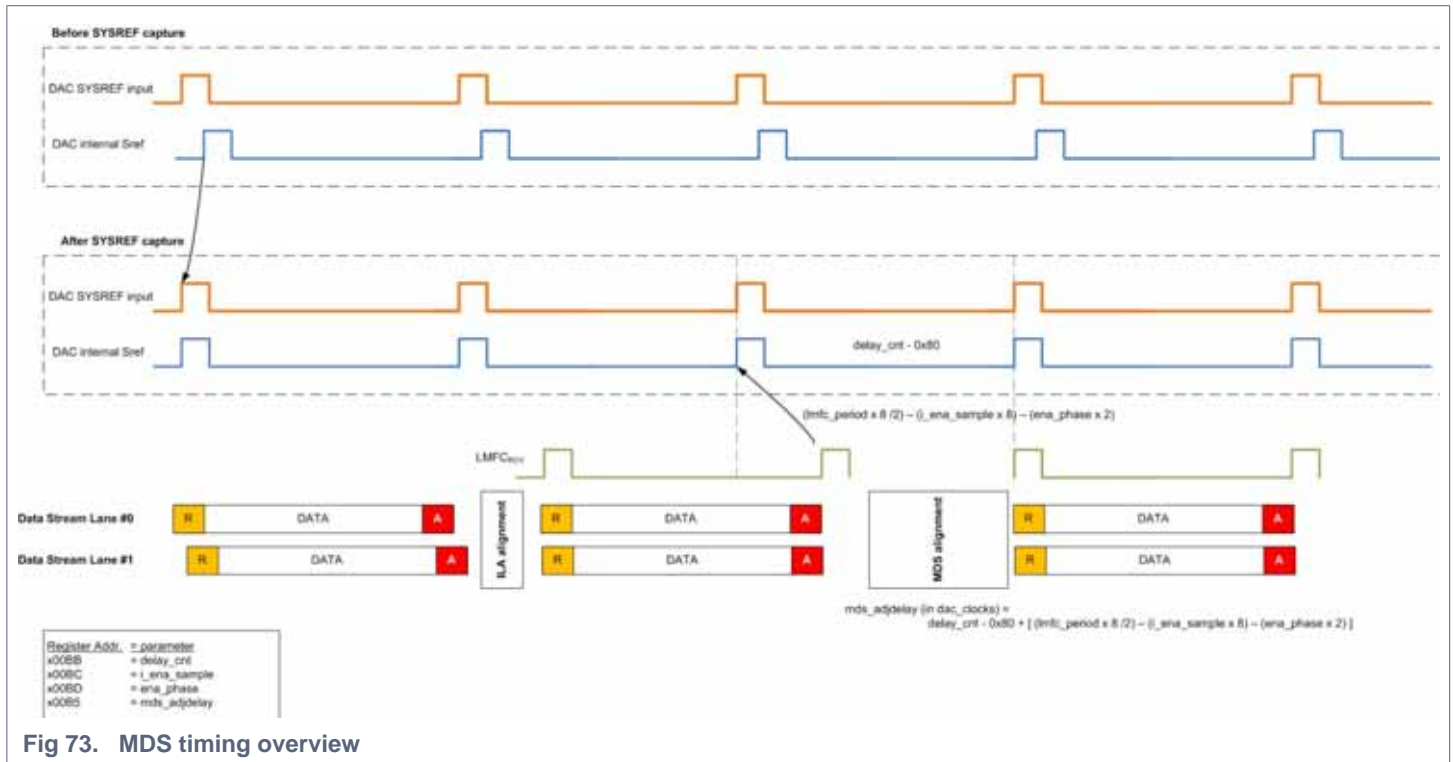 Before SYSREF capture
DAC SYSREF input
DAC internal Sref
After SYSREF capture
DAC SYSREF input
DAC internal Sref
delay_cnt - 0x80
(lmfc_period x 8 /2) – (i_ena_sample x 8) – (ena_phase x 2)
Data Stream Lane #0
R DATA A
R DATA A
R DATA A
Data Stream Lane #1
R DATA A
R DATA A
R DATA A
ILA alignment
MDS alignment
mds_adjdelay (in dac_clocks) =
delay_cnt - 0x80 + [ (lmfc_period x 8 /2) – (i_ena_sample x 8) – (ena_phase x 2) ]
Register Addr. = parameter
x00BB = delay_cnt
x00BC = i_ena_sample
x00BD = ena_phase
x00B5 = mds_adjdelay
Fig 73. MDS timing overview